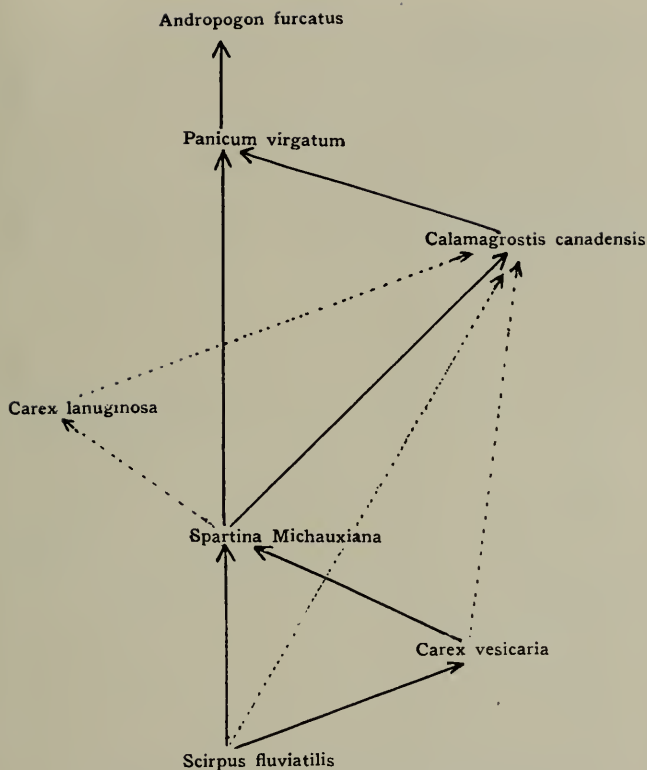 Andropogon furcatus
Panicum virgatum
Calamagrostis canadensis
Carex lanuginosa
Spartina Michauxiana
Carex vesicaria
Scirpus fluviatilis